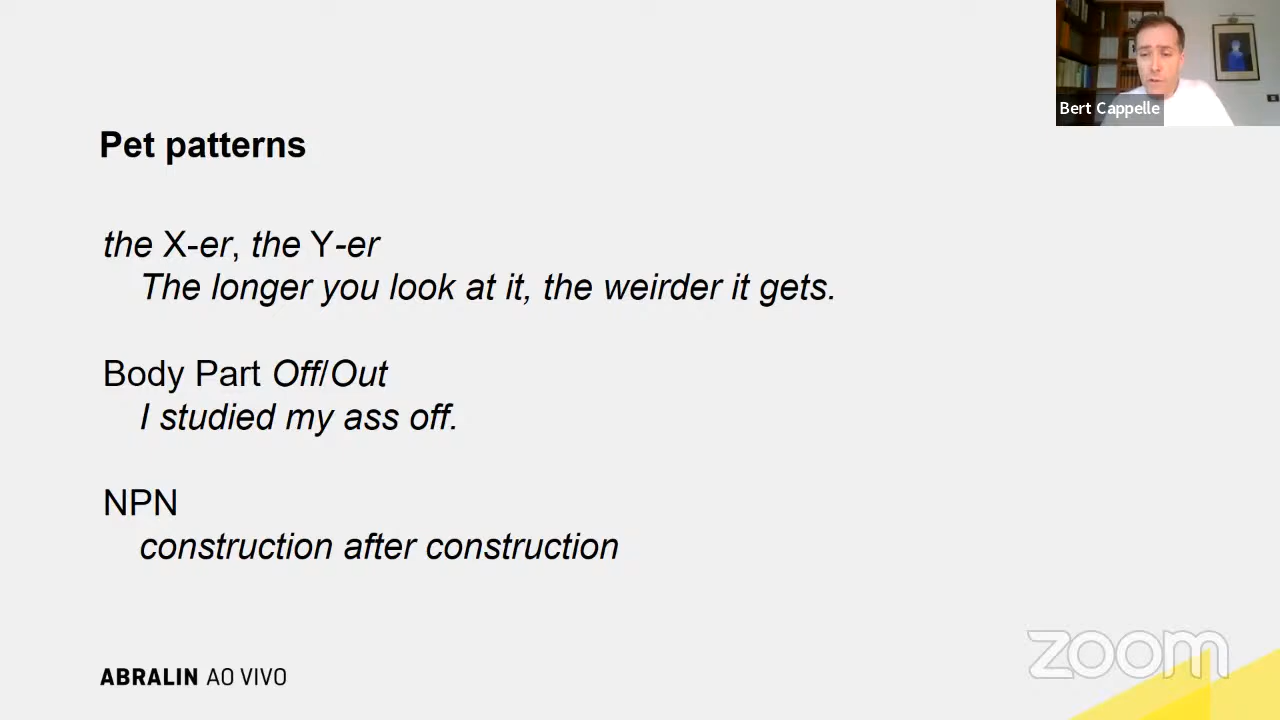 Bert Cappelle
Pet patterns
the X-er, the Y-er
The longer you look at it, the weirder it gets.
Body Part Off/Out
I studied my ass off.
NPN
construction after construction
ABRALIN AO VIVO
zoom